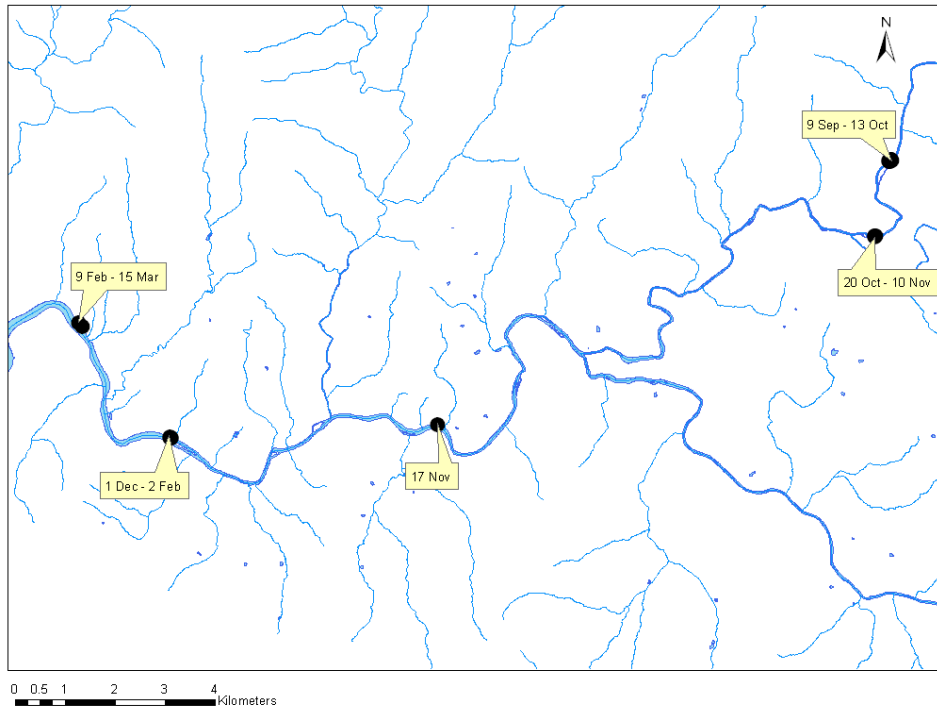 N
9 Sep - 13 Oct
9 Feb - 15 Mar
20 Oct - 10 Nov
17 Nov
1 Dec - 2 Feb
0 0.5 1 2 3 4
Kilometers